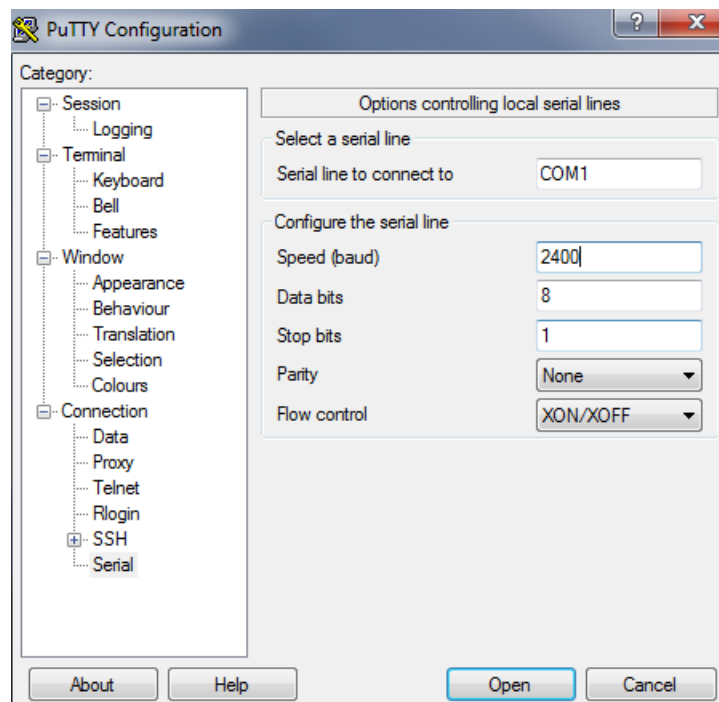 PuTTY Configuration
?
X
Category:
Session
Logging
Terminal
Keyboard
Bell
Features
Window
Appearance
Behaviour
Translation
Selection
Colours
Connection
Data
Proxy
Telnet
Rlogin
SSH
Serial
Options controlling local serial lines
Select a serial line
Serial line to connect to COM1
Configure the serial line
Speed (baud) 2400
Data bits 8
Stop bits 1
Parity None
Flow control XON/XOFF
About Help Open Cancel